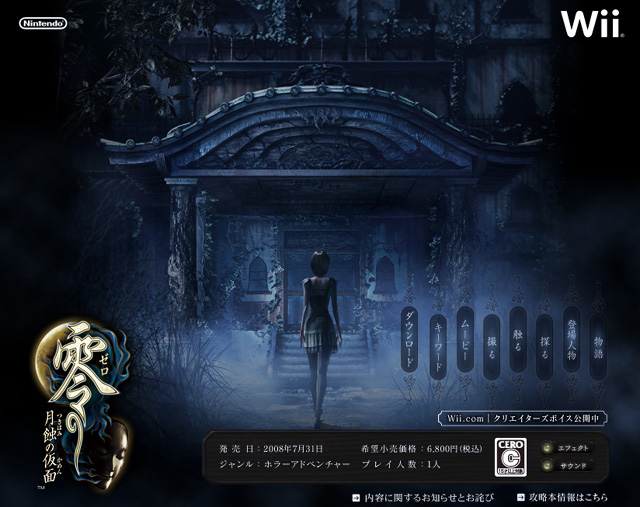 Nintendo
Wii
零
ゼロ
月蝕の仮面
つきはみ
かめん
TM
物語
登場人物
探る
触る
撮る
ムービー
キーワード
ダウンロード
Wii.com | クリエイターズボイス公開中
発売日：2008年7月31日
希望小売価格：6,800円(税込)
ジャンル：ホラーアドベンチャー
プレイ人数：1人
CERO
C
エフェクト
サウンド
内容に関するお知らせとお詫び
攻略本情報はこちら